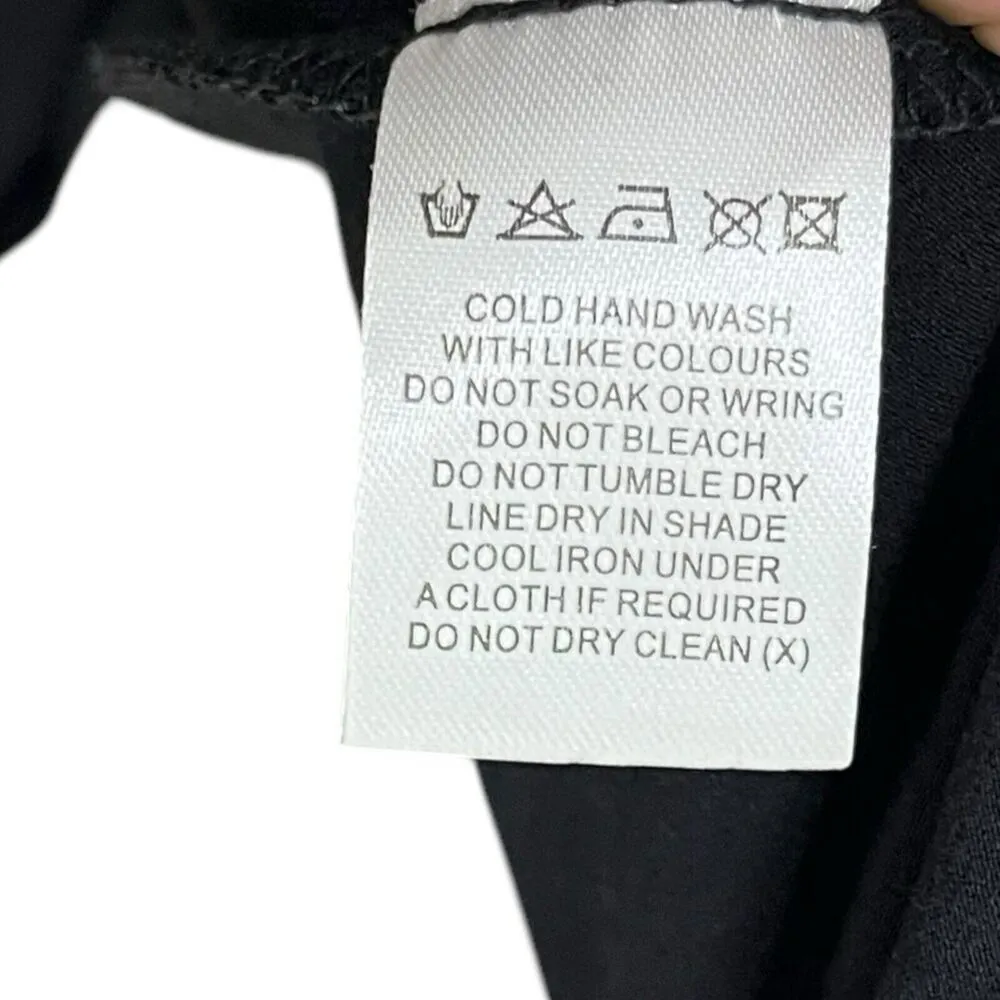 COLD HAND WASH
WITH LIKE COLOURS
DO NOT SOAK OR WRING
DO NOT BLEACH
DO NOT TUMBLE DRY
LINE DRY IN SHADE
COOL IRON UNDER
A CLOTH IF REQUIRED
DO NOT DRY CLEAN (X)